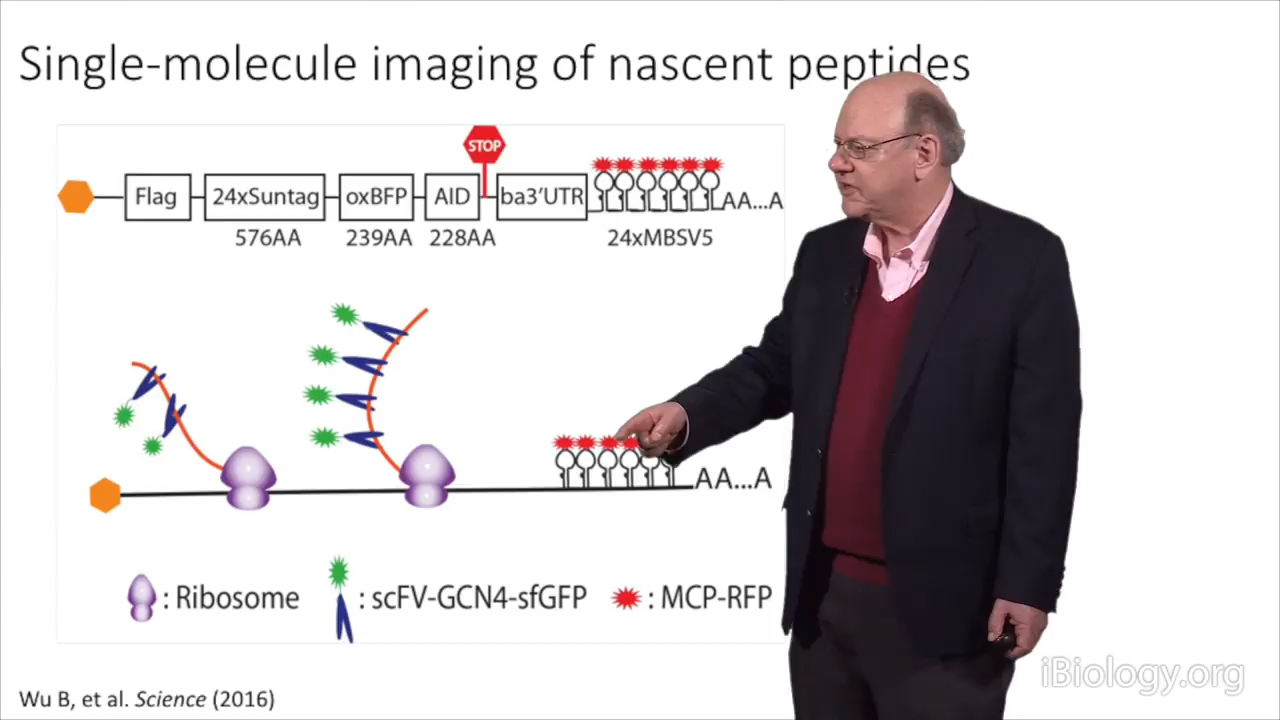 Single-molecule imaging of nascent peptides
STOP
Flag
24xSuntag
oxBFP
AID
ba3'UTR
AA...A
576AA
239AA
228AA
24xMBSV5
AA...A
: Ribosome
: scFV-GCN4-sfGFP
: MCP-RFP
Wu B, et al. Science (2016)
iBiology.org